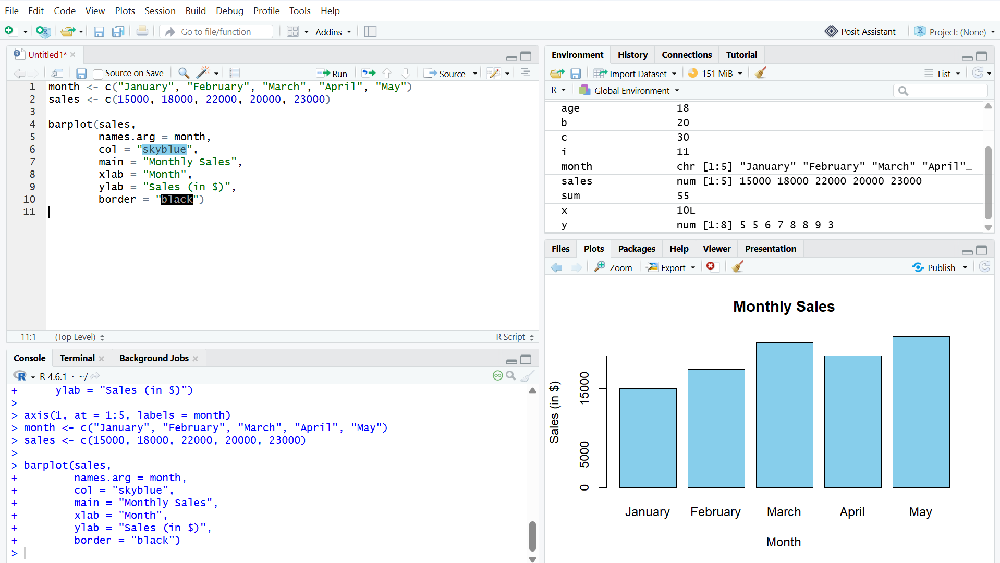 File Edit Code View Plots Session Build Debug Profile Tools Help
Go to file/function Addins Posit Assistant Project: (None)
Untitled1*
Source on Save Run Source
1 month <- c("January", "February", "March", "April", "May")
2 sales <- c(15000, 18000, 22000, 20000, 23000)
3
4 barplot(sales,
5 names.arg = month,
6 col = "skyblue",
7 main = "Monthly Sales",
8 xlab = "Month",
9 ylab = "Sales (in $)",
10 border = "black")
11
11:1 (Top Level) R Script
Console Terminal Background Jobs
R 4.6.1 · ~/
+ ylab = "Sales (in $)")
>
> axis(1, at = 1:5, labels = month)
> month <- c("January", "February", "March", "April", "May")
> sales <- c(15000, 18000, 22000, 20000, 23000)
>
> barplot(sales,
+ names.arg = month,
+ col = "skyblue",
+ main = "Monthly Sales",
+ xlab = "Month",
+ ylab = "Sales (in $)",
+ border = "black")
>
Environment History Connections Tutorial
Import Dataset 151 MiB List
R Global Environment
age 18
b 20
c 30
i 11
month chr [1:5] "January" "February" "March" "April"…
sales num [1:5] 15000 18000 22000 20000 23000
sum 55
x 10L
y num [1:8] 5 5 6 7 8 8 9 3
Files Plots Packages Help Viewer Presentation
Zoom Export Publish
Monthly Sales
Sales (in $)
15000
5000
0
January February March April May
Month